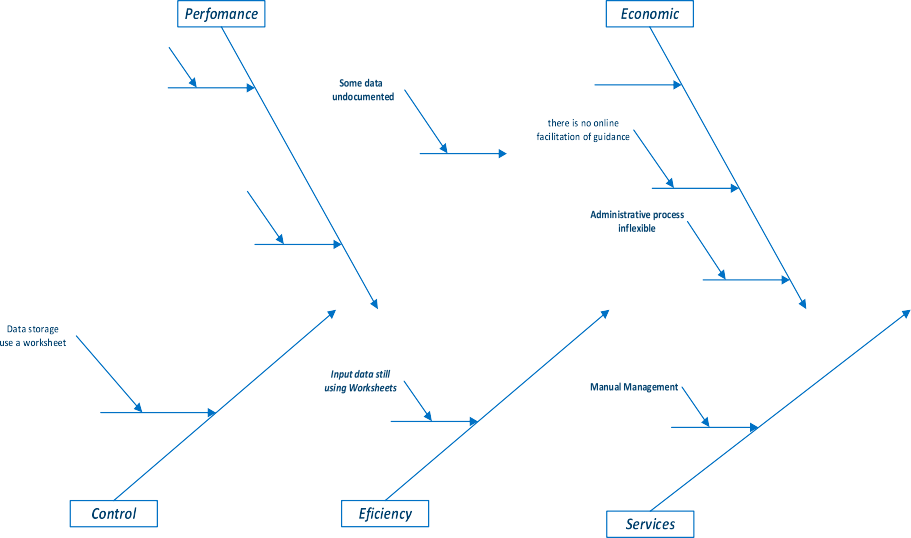 Perfomance
Economic
Some data
undocumented
there is no online
facilitation of guidance
Administrative process
inflexible
Data storage
use a worksheet
Input data still
using Worksheets
Manual Management
Control
Eficiency
Services